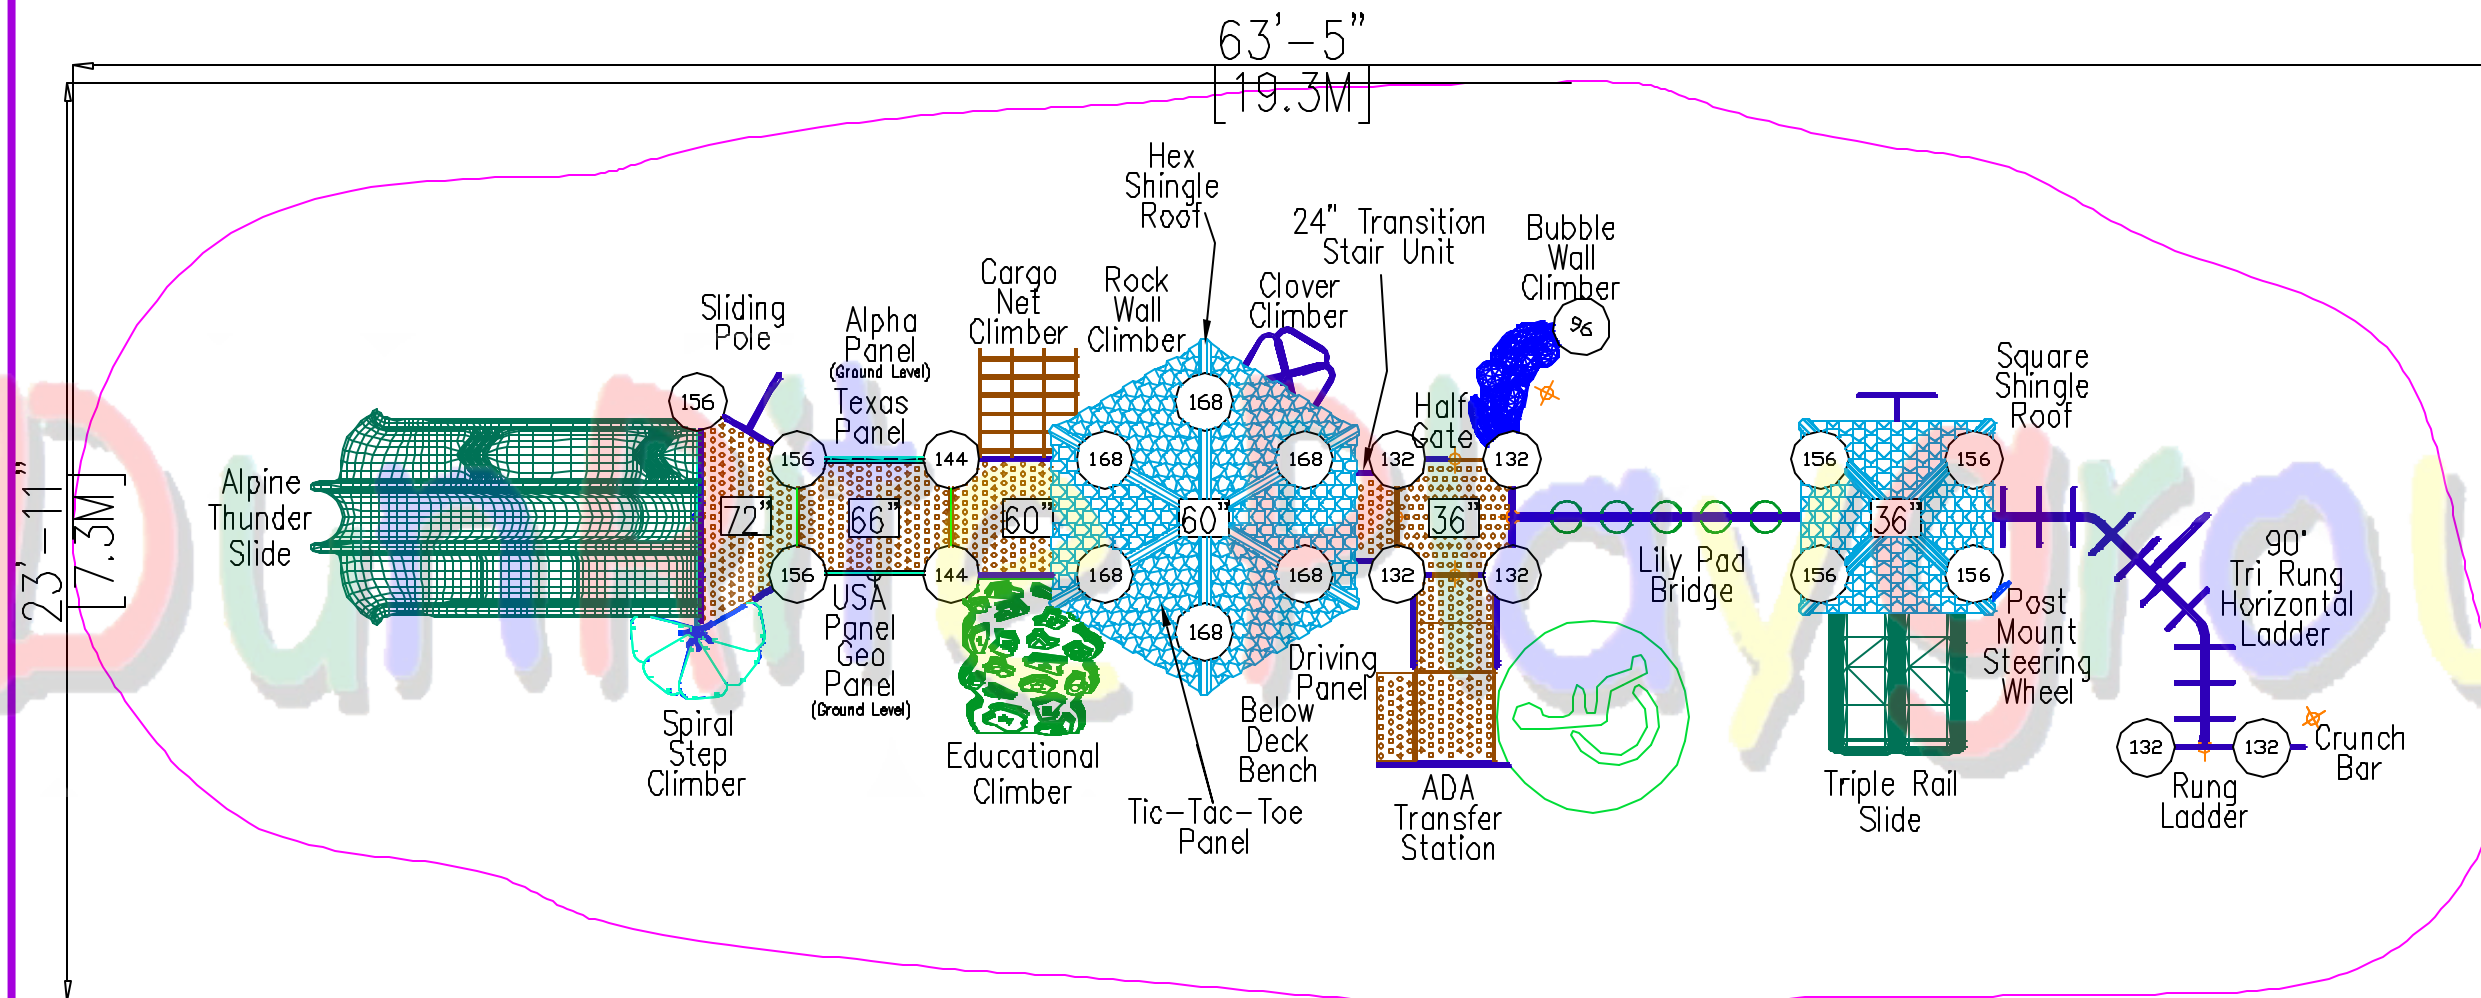 63'-5"
[19.3M]
23'-11"
[7.3M]
Hex
Shingle
Roof
24" Transition
Stair Unit
Bubble
Wall
Climber
96
Cargo
Net
Climber
Rock
Wall
Climber
Clover
Climber
Sliding
Pole
Alpha
Panel
(Ground Level)
Texas
Panel
Square
Shingle
Roof
Half
Gate
156
168
156
144
168
168
132
132
156
156
Alpine
Thunder
Slide
72"
66"
60"
60"
36"
36"
156
144
168
168
132
132
156
156
168
Lily Pad
Bridge
90°
Tri Rung
Horizontal
Ladder
USA
Panel
Geo
Panel
(Ground Level)
Post
Mount
Steering
Wheel
Driving
Panel
Spiral
Step
Climber
Educational
Climber
Below
Deck
Bench
Tic-Tac-Toe
Panel
ADA
Transfer
Station
Triple Rail
Slide
132
132
Rung
Ladder
Crunch
Bar